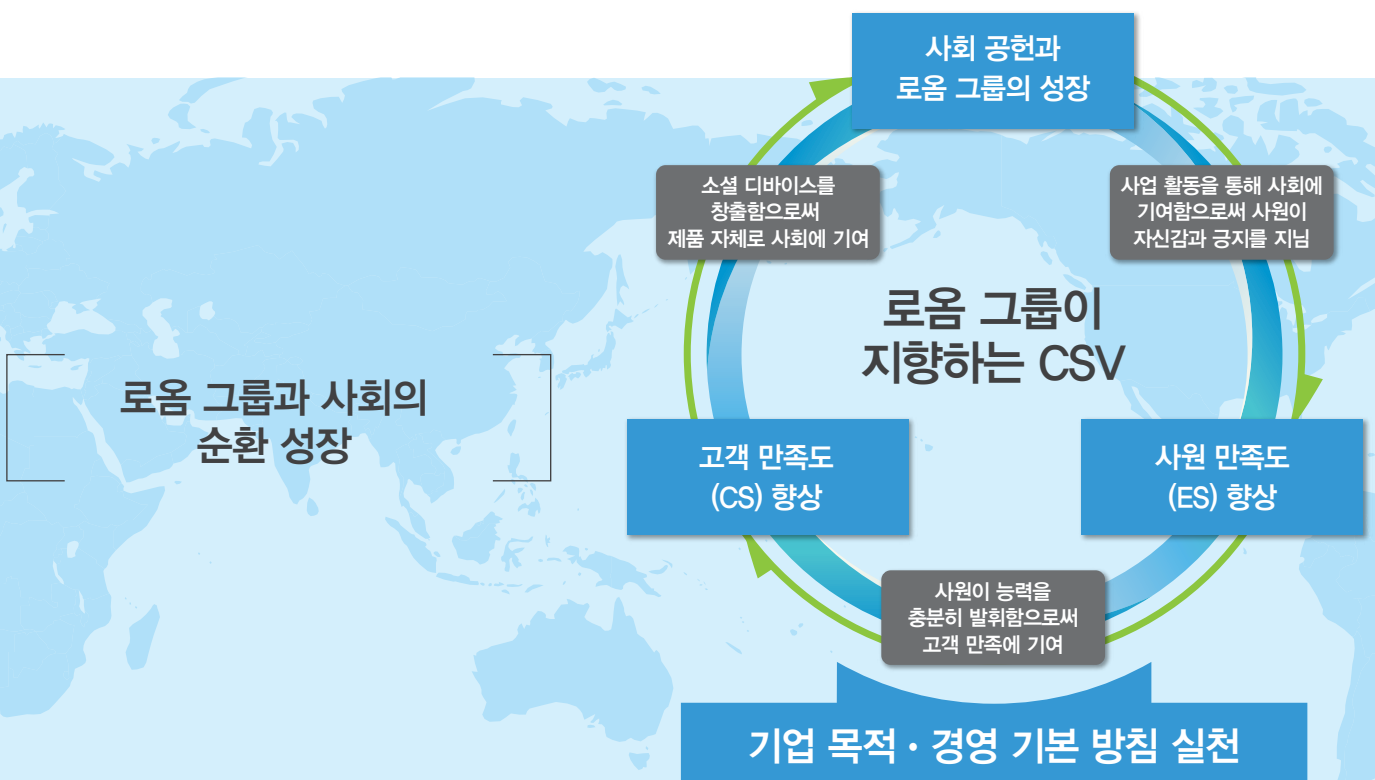 사회 공헌과
로옴 그룹의 성장
소셜 디바이스를
창출함으로써
제품 자체로 사회에 기여
사업 활동을 통해 사회에
기여함으로써 사원이
자신감과 긍지를 지님
로옴 그룹이
지향하는 CSV
로옴 그룹과 사회의
순환 성장
고객 만족도
(CS) 향상
사원 만족도
(ES) 향상
사원이 능력을
충분히 발휘함으로써
고객 만족에 기여
기업 목적 · 경영 기본 방침 실천